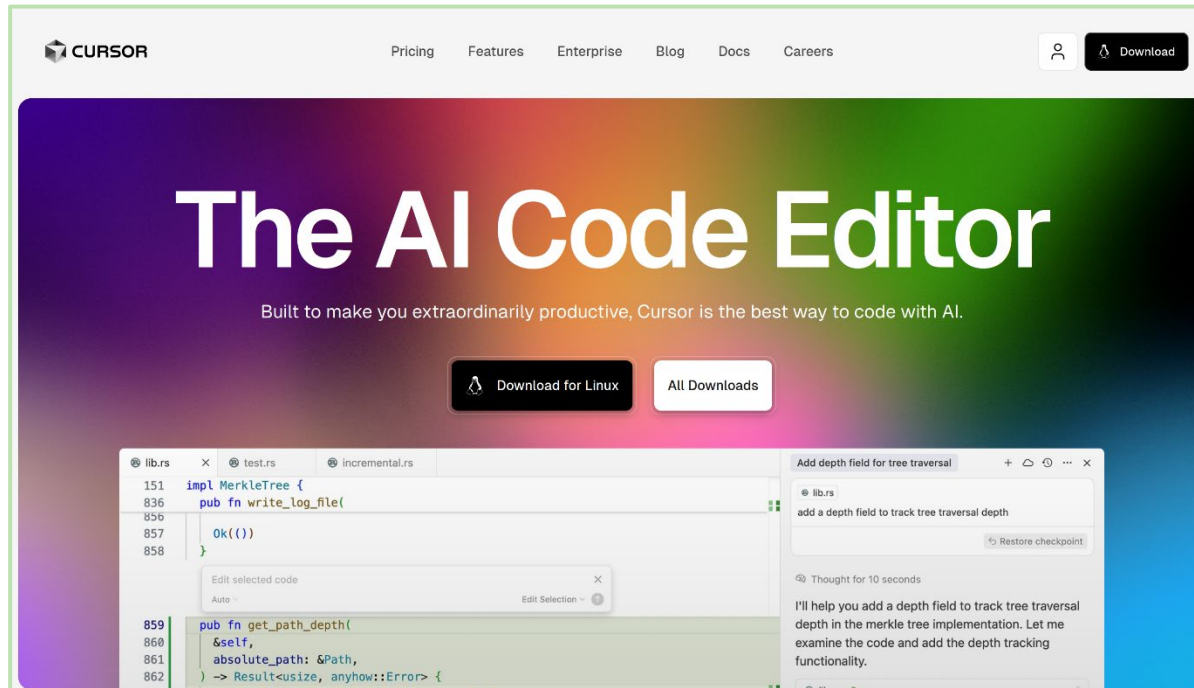 CURSOR
Pricing Features Enterprise Blog Docs Careers
Download
The AI Code Editor
Built to make you extraordinarily productive, Cursor is the best way to code with AI.
Download for Linux
All Downloads
lib.rs
test.rs
incremental.rs
151 impl MerkleTree {
836 pub fn write_log_file(
856
857 Ok(())
858 }
Edit selected code
Auto
Edit Selection
859 pub fn get_path_depth(
860 &self,
861 absolute_path: &Path,
862 ) -> Result<usize, anyhow::Error> {
Add depth field for tree traversal
lib.rs
add a depth field to track tree traversal depth
Restore checkpoint
Thought for 10 seconds
I'll help you add a depth field to track tree traversal
depth in the merkle tree implementation. Let me
examine the code and add the depth tracking
functionality.